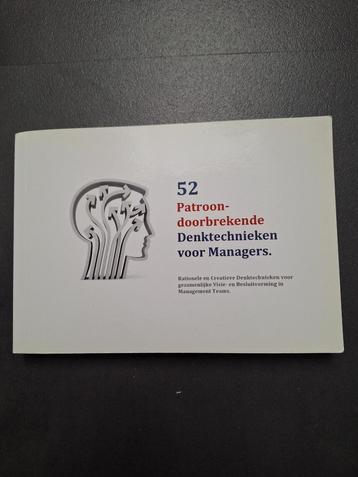 52
Patroon-
doorbrekende
Denktechnieken
voor Managers.
Rationele en Creatieve Denktechnieken voor
gezamenlijke Visie- en Besluitvorming in
Management Teams.